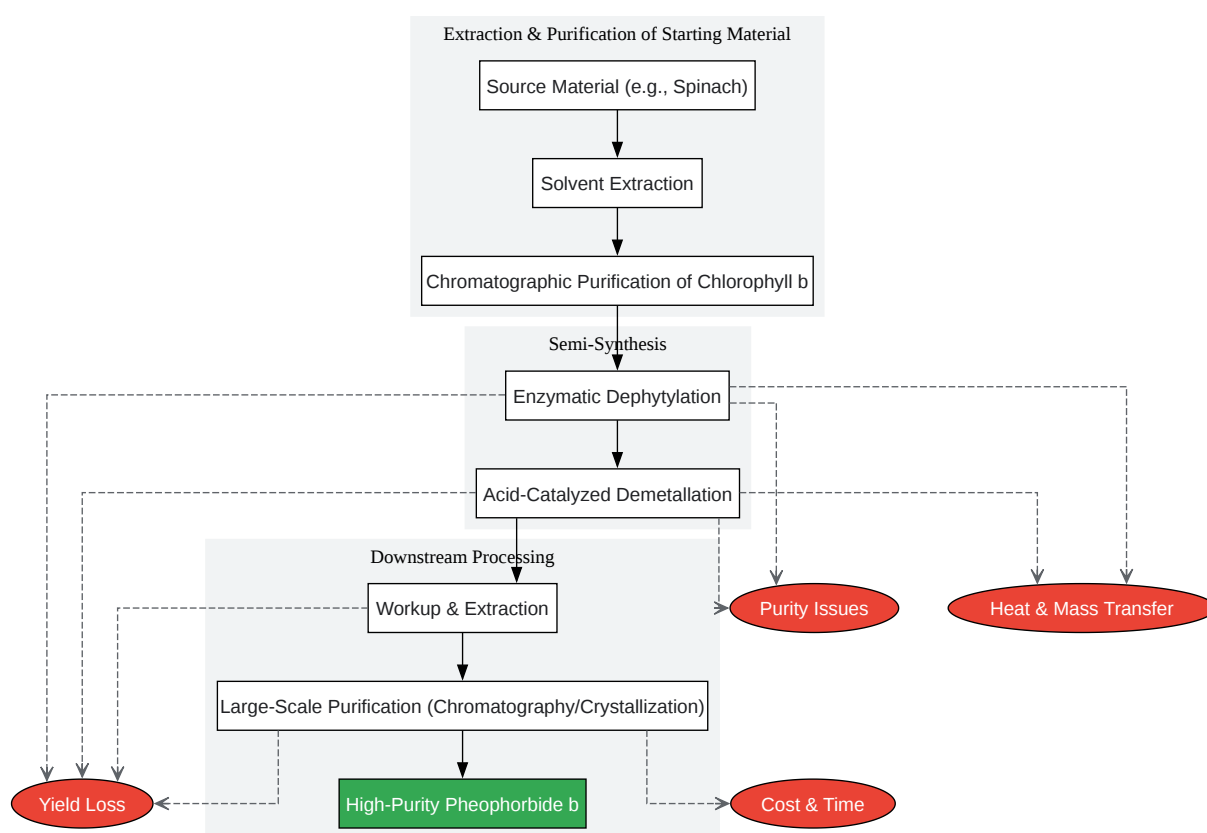 Extraction & Purification of Starting Material
Source Material (e.g., Spinach)
Solvent Extraction
Chromatographic Purification of Chlorophyll b
Semi-Synthesis
Enzymatic Dephytylation
Acid-Catalyzed Demetallation
Downstream Processing
Workup & Extraction
Purity Issues
Heat & Mass Transfer
Large-Scale Purification (Chromatography/Crystallization)
Yield Loss
High-Purity Pheophorbide b
Cost & Time